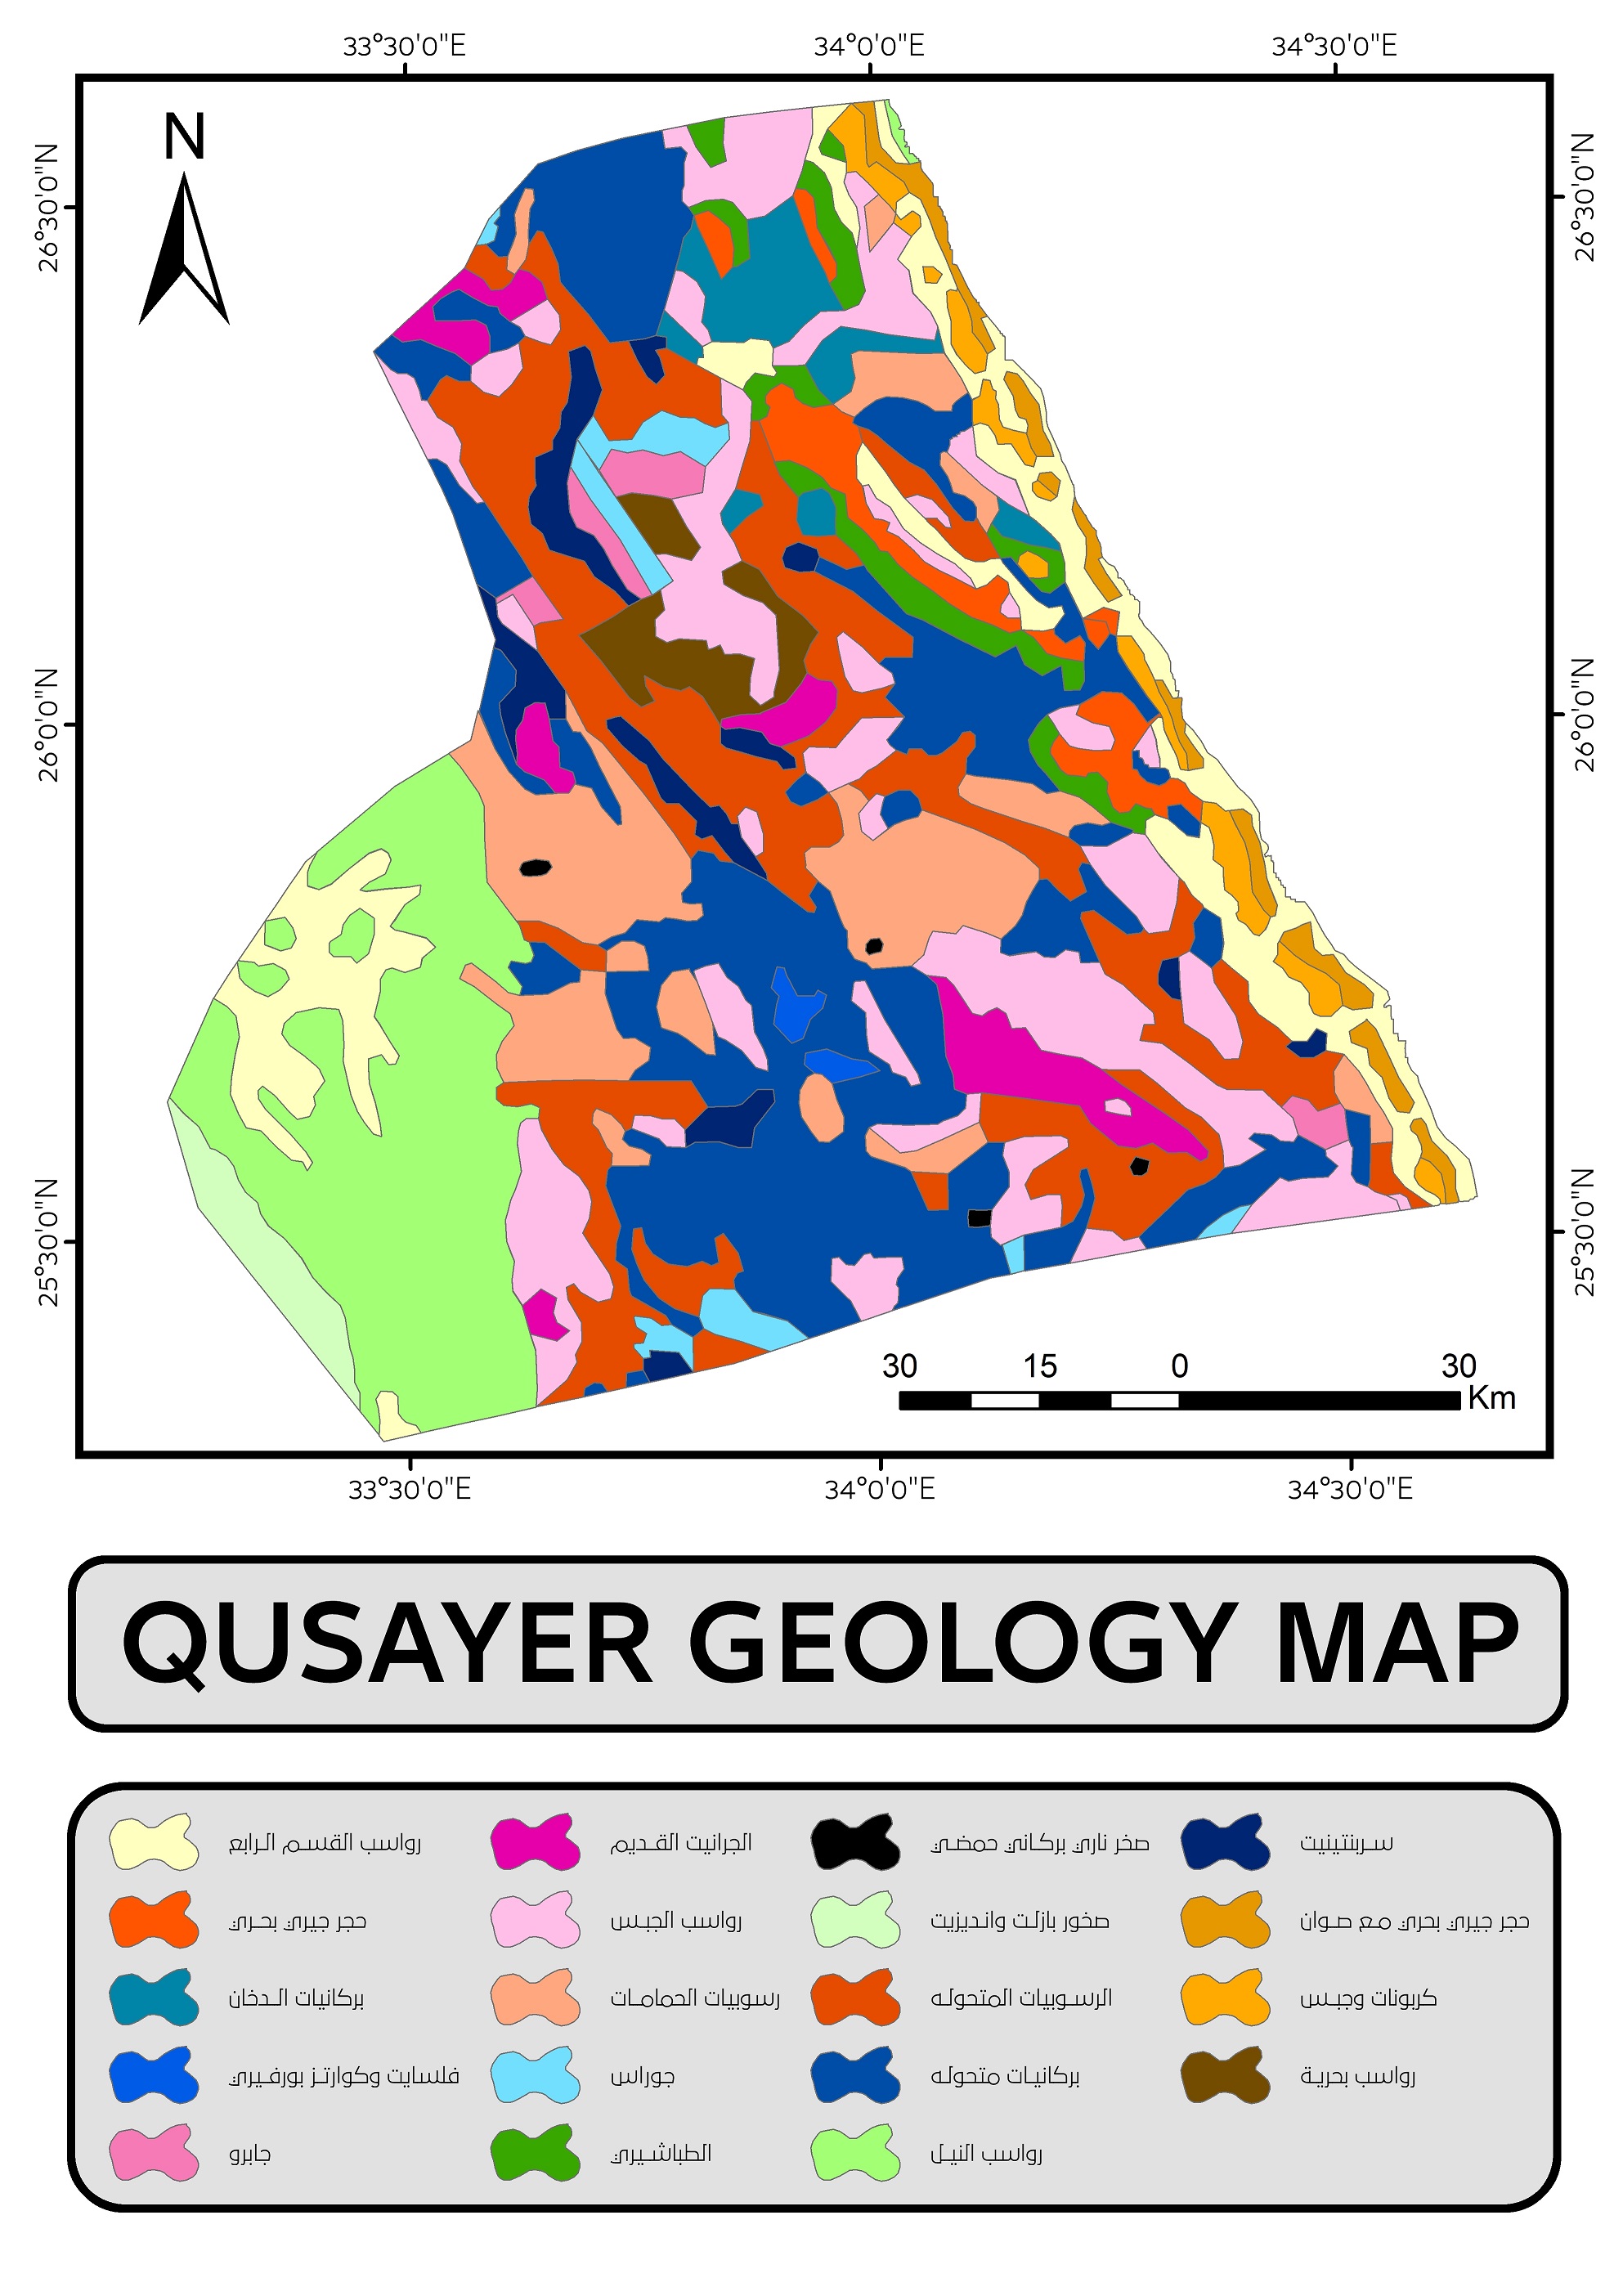 33°30'0"E 34°0'0"E 34°30'0"E
N
26°30'0"N 26°30'0"N
26°0'0"N 26°0'0"N
25°30'0"N 25°30'0"N
30 15 0 30
Km
33°30'0"E 34°0'0"E 34°30'0"E
QUSAYER GEOLOGY MAP
رواسب القسم الرابع
الجرانيت القديم
صخر ناري بركاني حمضي
سربنتينيت
حجر جيري بحري
رواسب الجبس
صخور بازلت وانديزيت
حجر جيري بحري مع صوان
بركانيات الدخان
رسوبيات الحمامات
الرسوبيات المتحوله
كربونات وجبس
فلسايت وكوارتز بورفيري
جوراس
بركانيات متحوله
رواسب بحرية
جابرو
الطباشيري
رواسب النيل